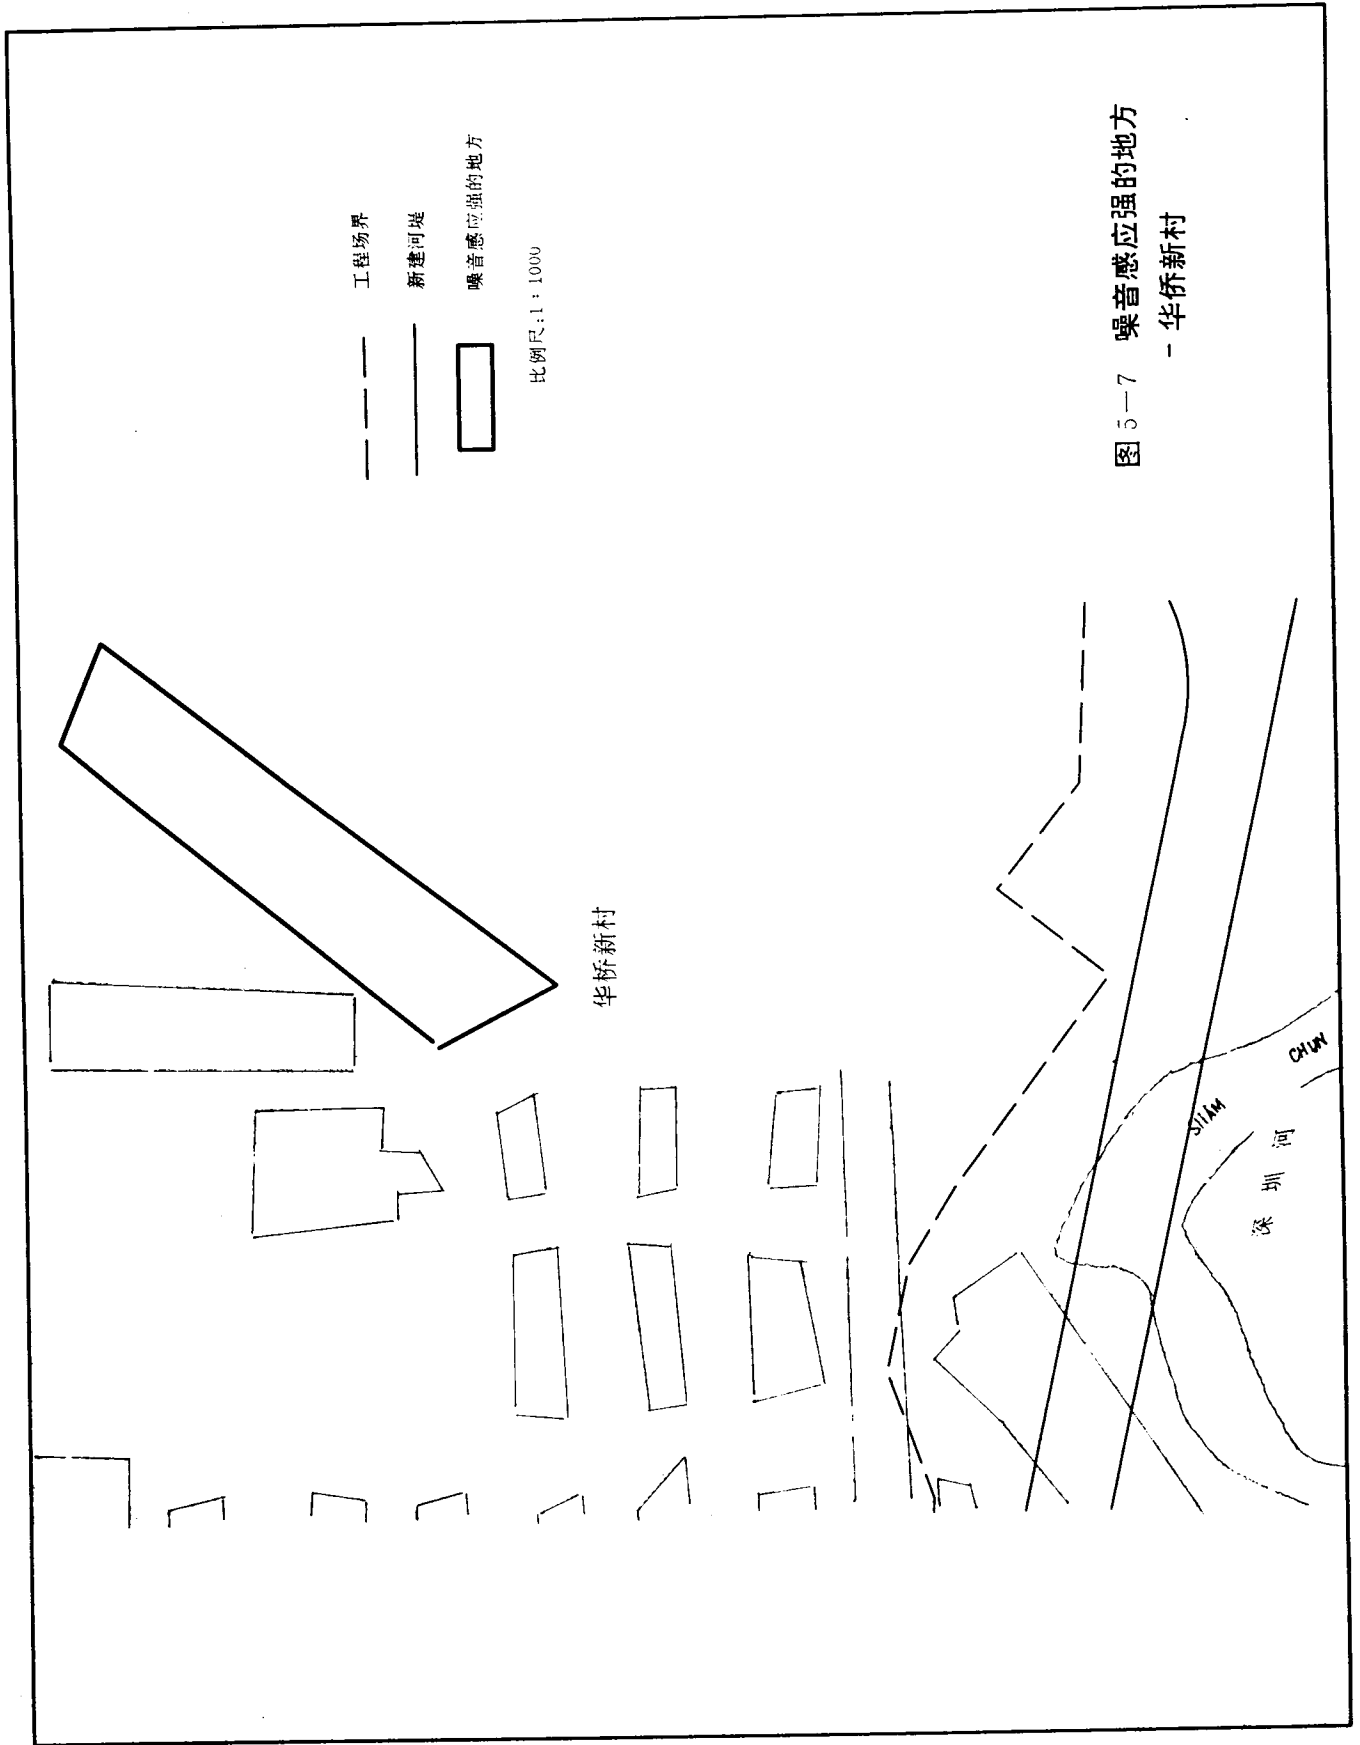 工程场界
新建河堤
噪音感应强的地方
比例尺:1:1000
华桥新村
SHAM
CHUN
深圳河
图5—7 噪音感应强的地方
- 华侨新村